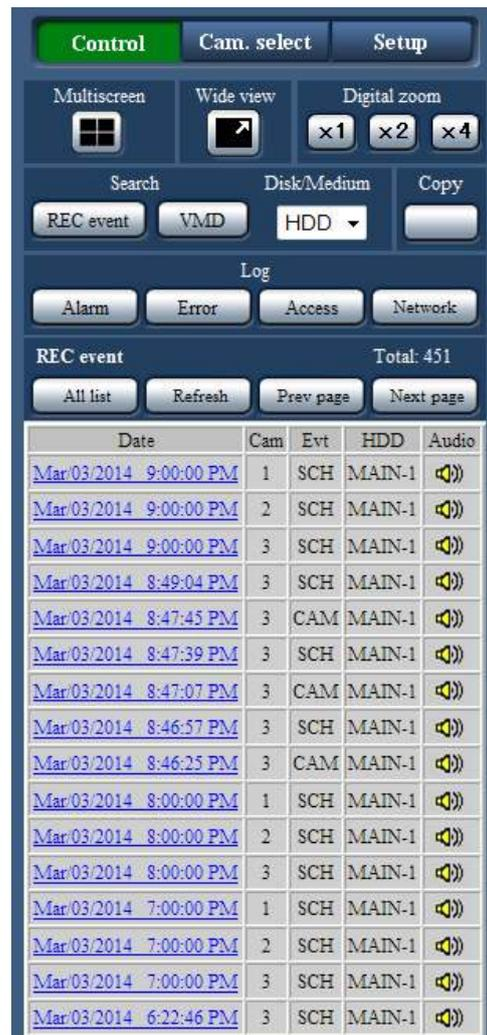 Control Cam. select Setup
Multiscreen Wide view Digital zoom
x1 x2 x4
Search Disk/Medium Copy
REC event VMD HDD
Log
Alarm Error Access Network
REC event Total: 451
All list Refresh Prev page Next page
Date Cam Evt HDD Audio
Mar/03/2014 9:00:00 PM 1 SCH MAIN-1
Mar/03/2014 9:00:00 PM 2 SCH MAIN-1
Mar/03/2014 9:00:00 PM 3 SCH MAIN-1
Mar/03/2014 8:49:04 PM 3 SCH MAIN-1
Mar/03/2014 8:47:45 PM 3 CAM MAIN-1
Mar/03/2014 8:47:39 PM 3 SCH MAIN-1
Mar/03/2014 8:47:07 PM 3 CAM MAIN-1
Mar/03/2014 8:46:57 PM 3 SCH MAIN-1
Mar/03/2014 8:46:25 PM 3 CAM MAIN-1
Mar/03/2014 8:00:00 PM 1 SCH MAIN-1
Mar/03/2014 8:00:00 PM 2 SCH MAIN-1
Mar/03/2014 8:00:00 PM 3 SCH MAIN-1
Mar/03/2014 7:00:00 PM 1 SCH MAIN-1
Mar/03/2014 7:00:00 PM 2 SCH MAIN-1
Mar/03/2014 7:00:00 PM 3 SCH MAIN-1
Mar/03/2014 6:22:46 PM 3 SCH MAIN-1